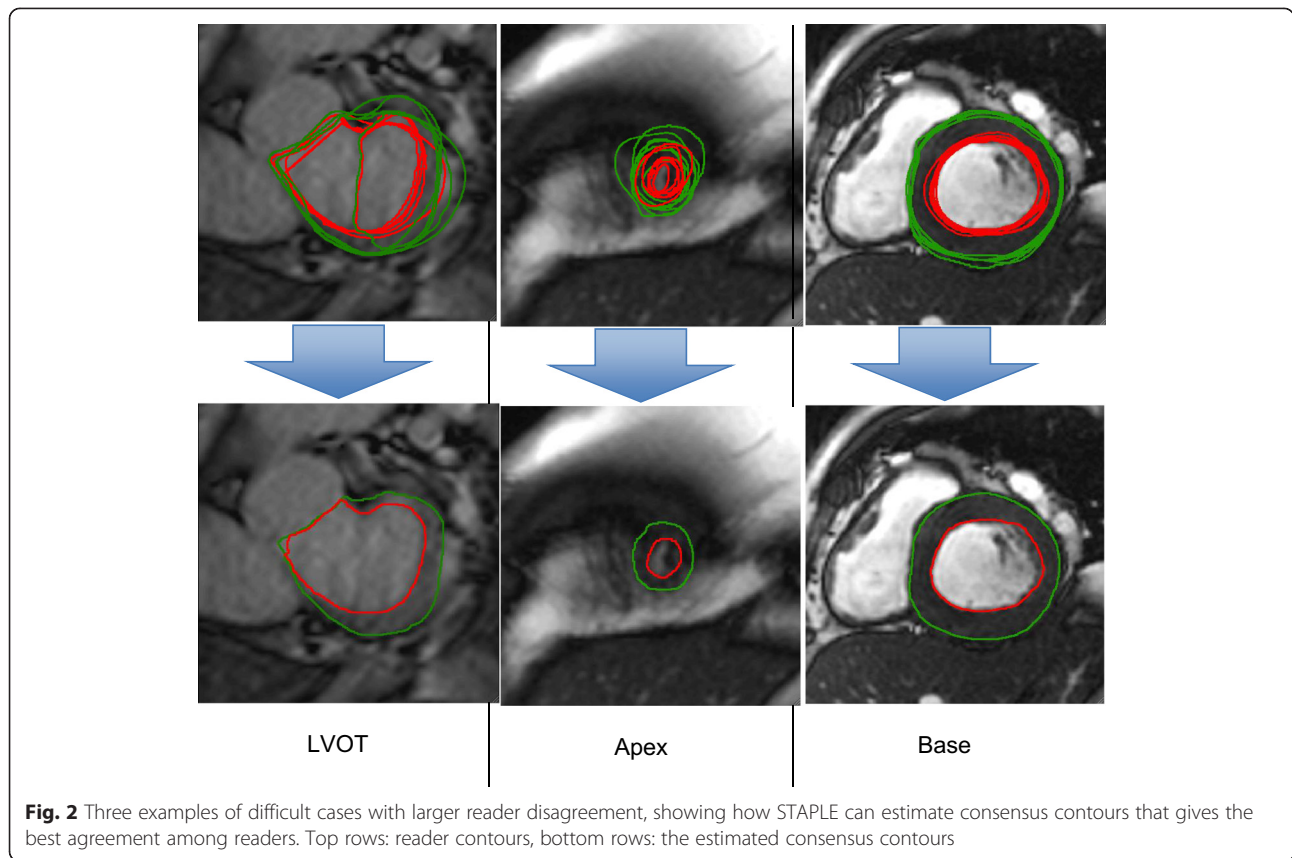 LVOT
Apex
Base
Fig. 2 Three examples of difficult cases with larger reader disagreement, showing how STAPLE can estimate consensus contours that gives the
best agreement among readers. Top rows: reader contours, bottom rows: the estimated consensus contours